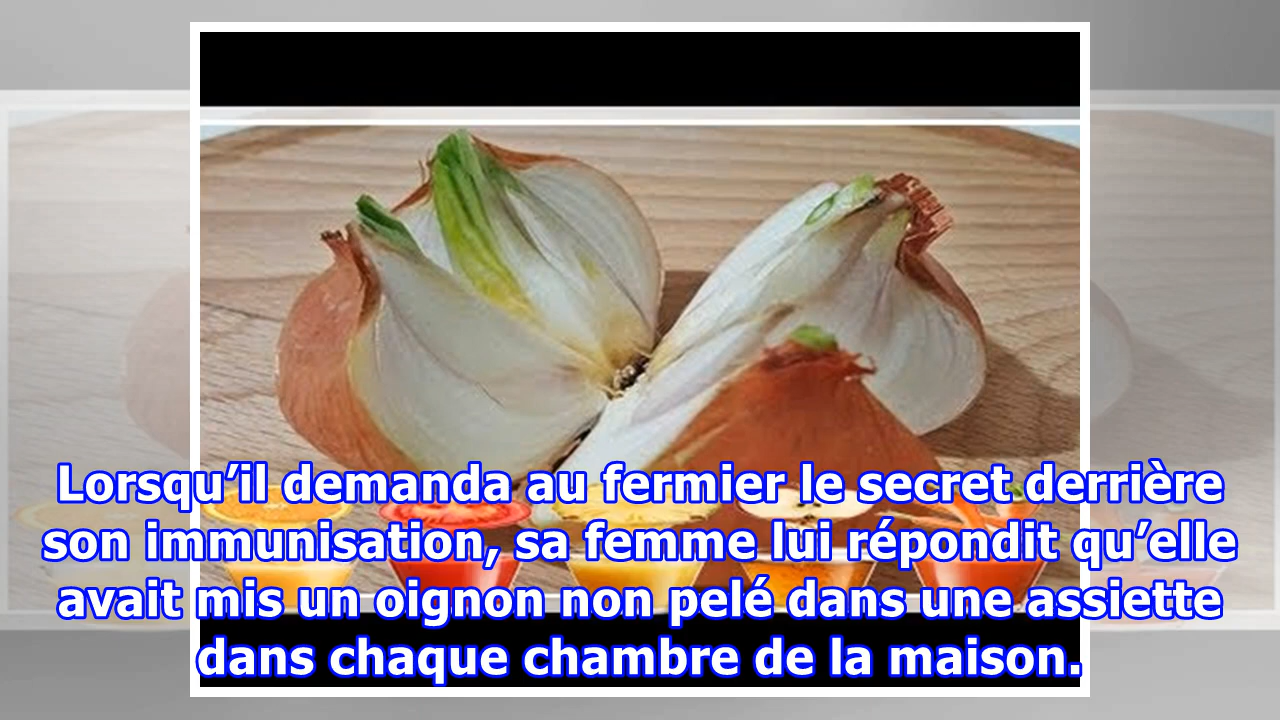 Lorsqu’il demanda au fermier le secret derrière
son immunisation, sa femme lui répondit qu’elle
avait mis un oignon non pelé dans une assiette
dans chaque chambre de la maison.